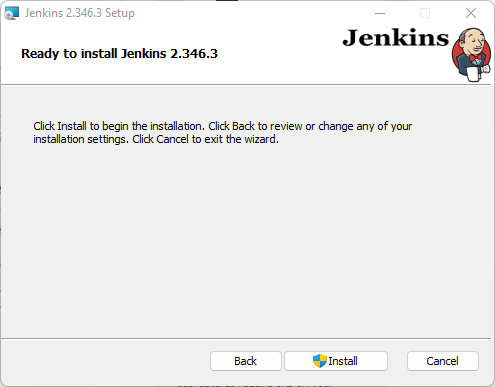 Jenkins 2.346.3 Setup
Jenkins
Ready to install Jenkins 2.346.3
Click Install to begin the installation. Click Back to review or change any of your
installation settings. Click Cancel to exit the wizard.
Back
Install
Cancel